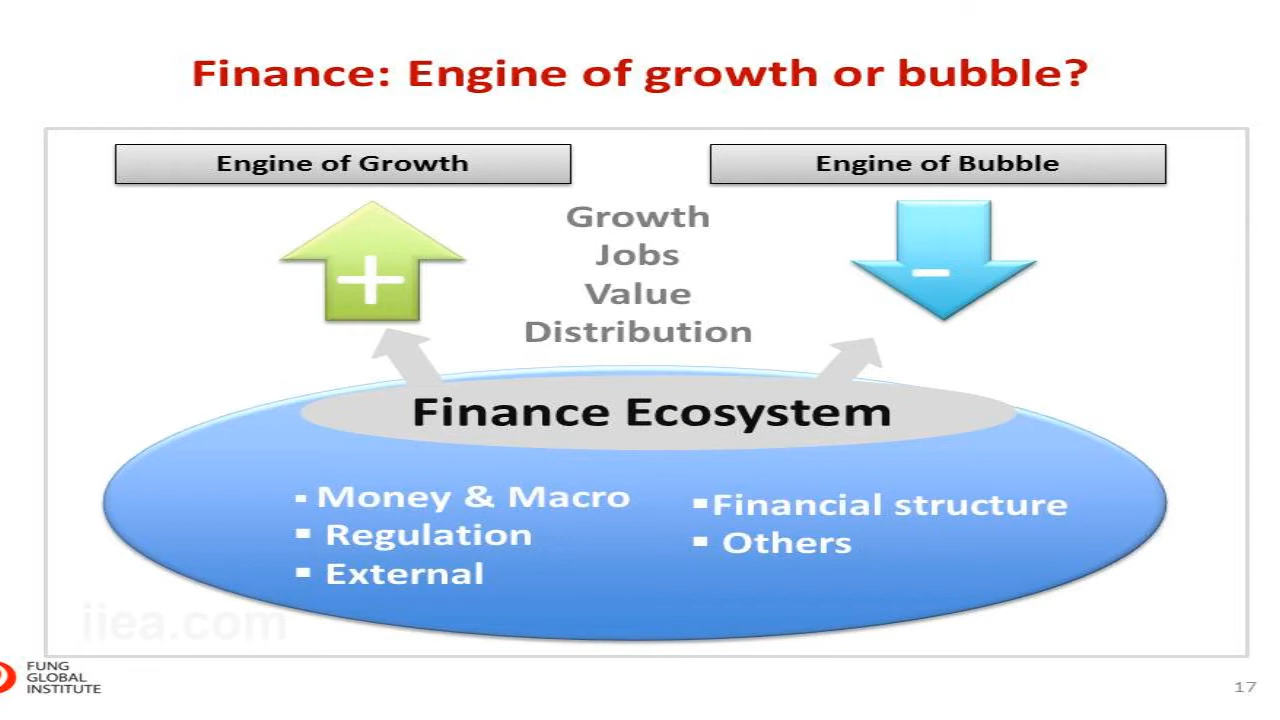 Finance: Engine of growth or bubble?
Engine of Growth
Engine of Bubble
+
-
Growth
Jobs
Value
Distribution
Finance Ecosystem
▪ Money & Macro
▪ Regulation
▪ External
▪Financial structure
▪ Others
iiea.com
FUNG
GLOBAL
INSTITUTE
17